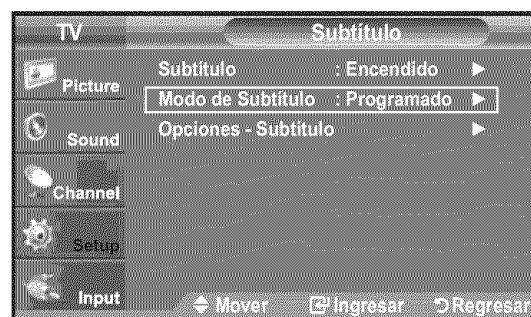 TV
Subtítulo
Picture
Sound
Channel
Setup
Input
Subtítulo : Encendido
Modo de Subtítulo : Programado
Opciones - Subtítulo
Mover Ingresar Regresar